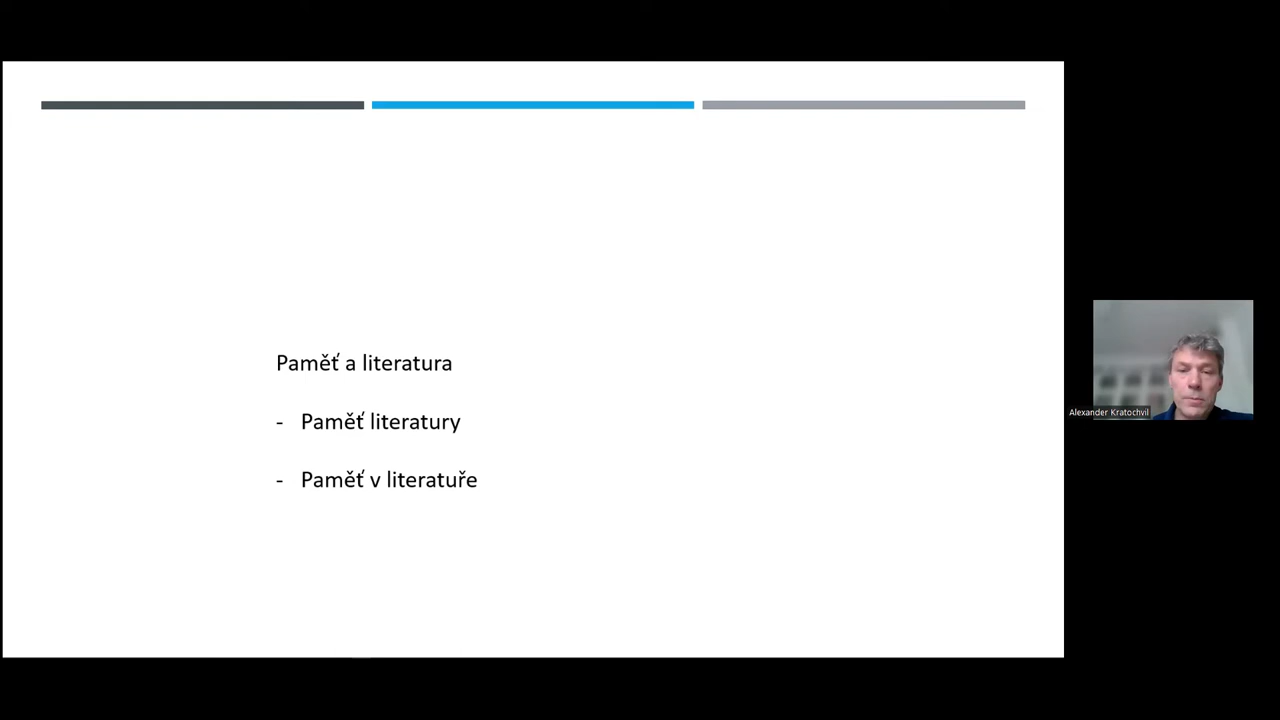 Paměť a literatura
- Paměť literatury
- Paměť v literatuře
Alexander Kratochvil